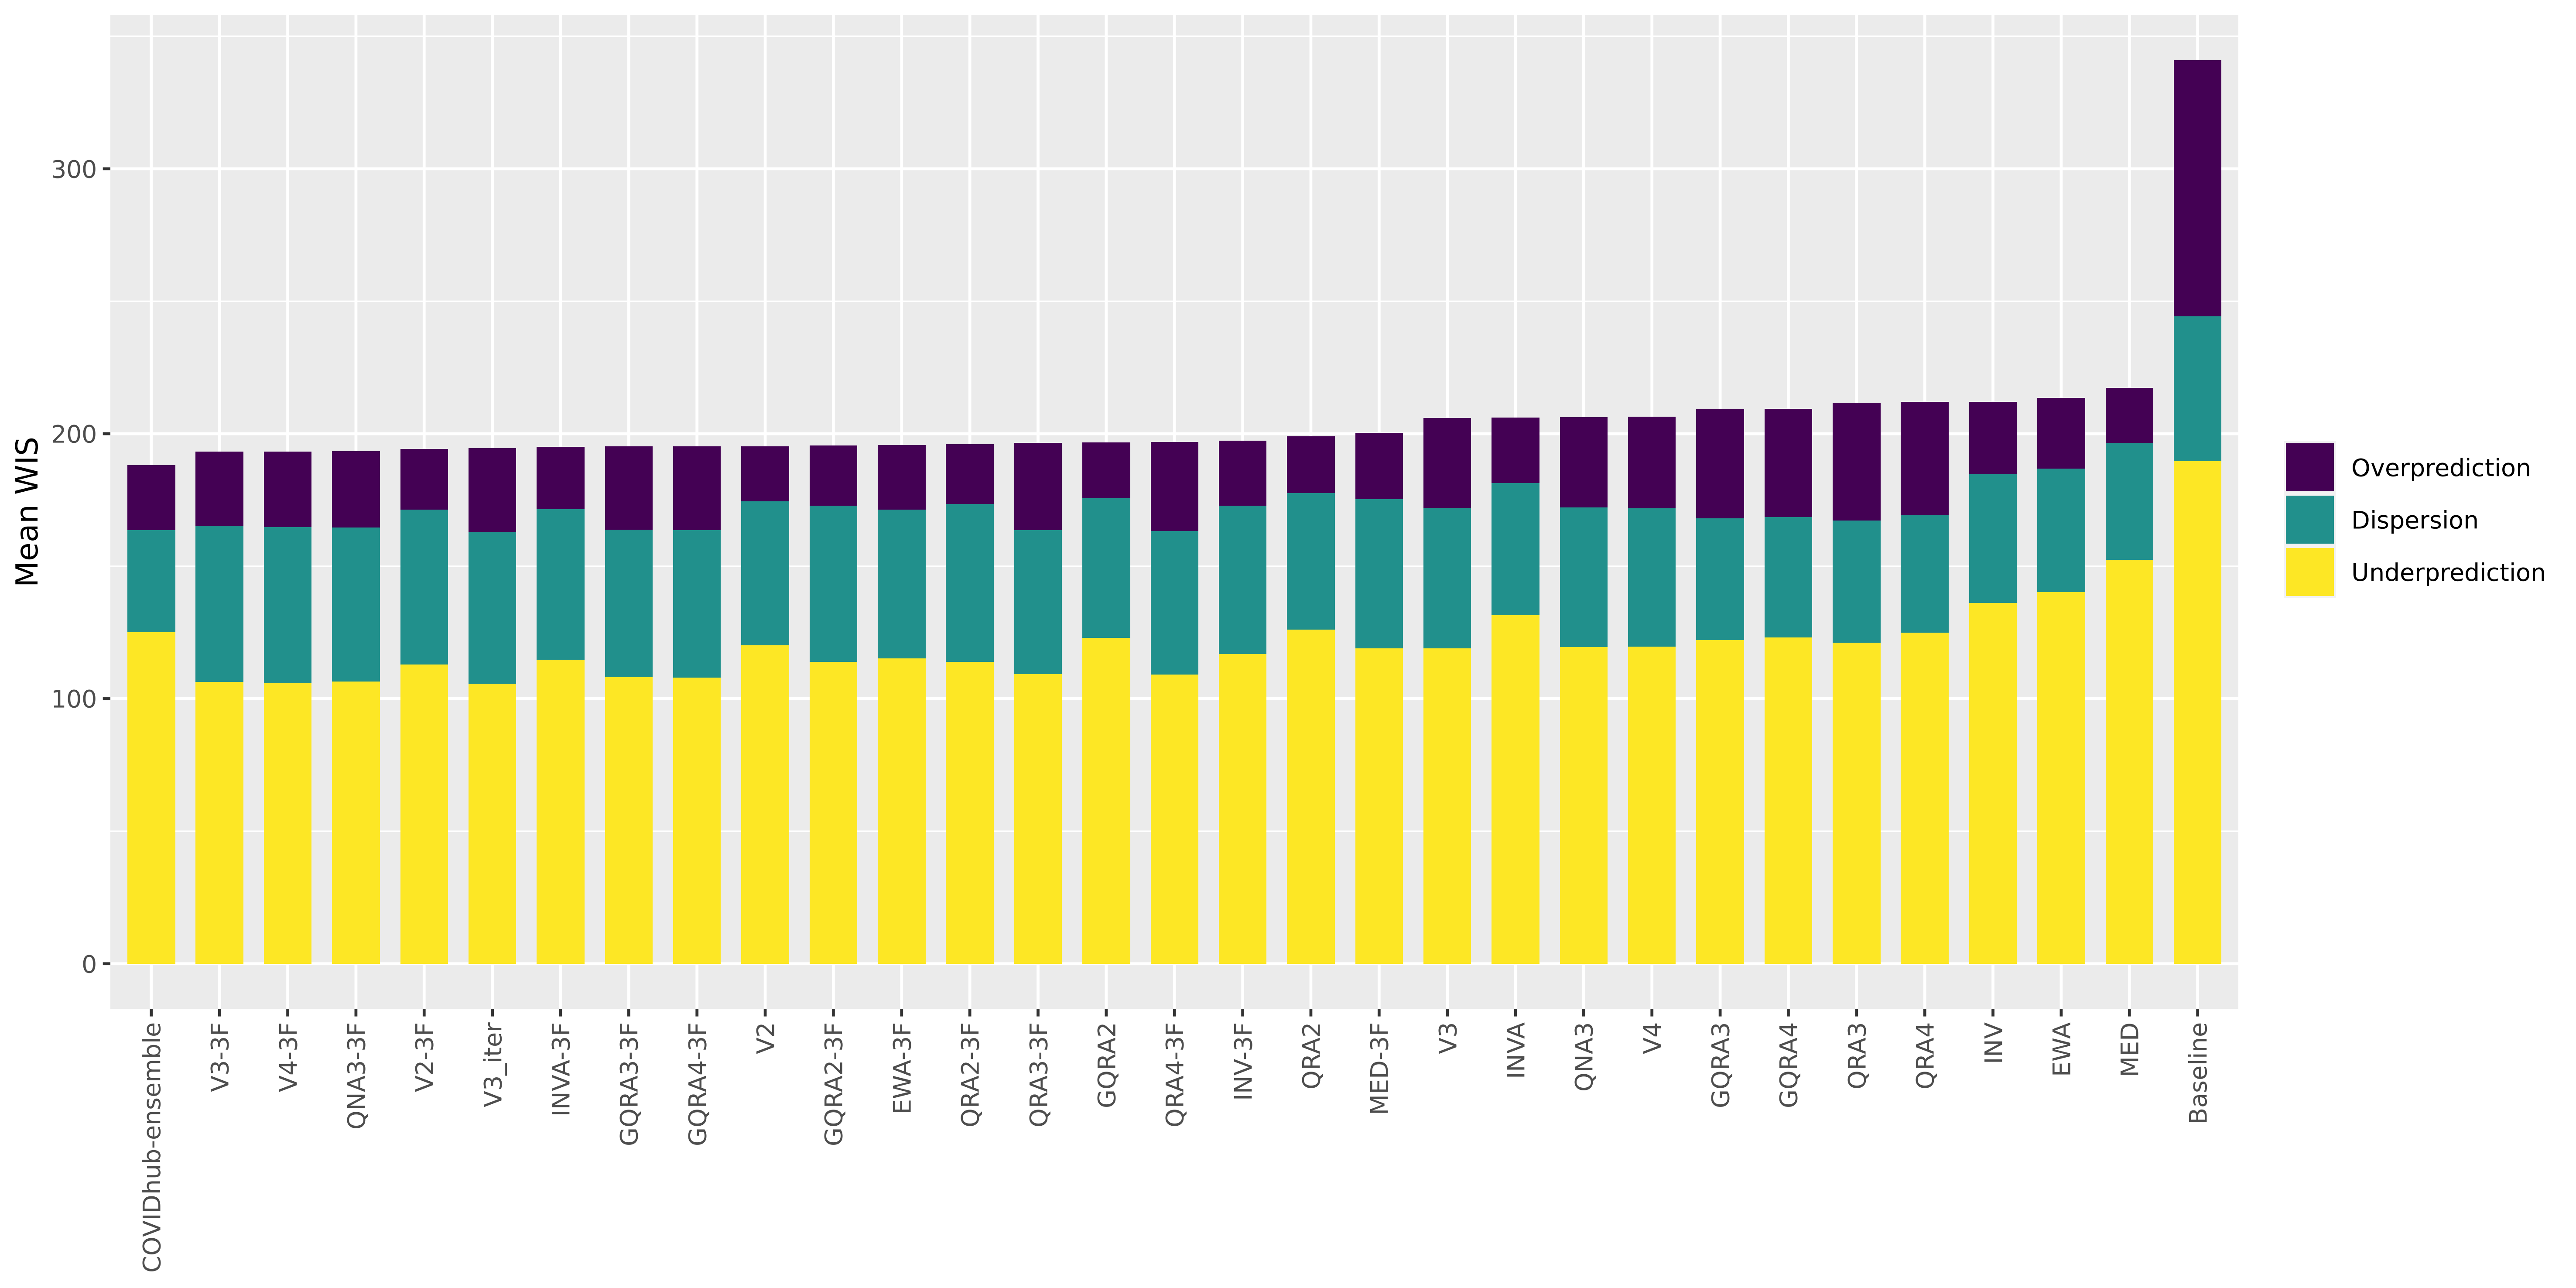 Mean WIS
300
200
100
0
COVIDhub-ensemble
V3-3F
V4-3F
QNA3-3F
V2-3F
V3_iter
INVA-3F
GQRA3-3F
GQRA4-3F
V2
GQRA2-3F
EWA-3F
QRA2-3F
QRA3-3F
GQRA2
QRA4-3F
INV-3F
QRA2
MED-3F
V3
INVA
QNA3
V4
GQRA3
GQRA4
QRA3
QRA4
INV
EWA
MED
Baseline
Overprediction
Dispersion
Underprediction